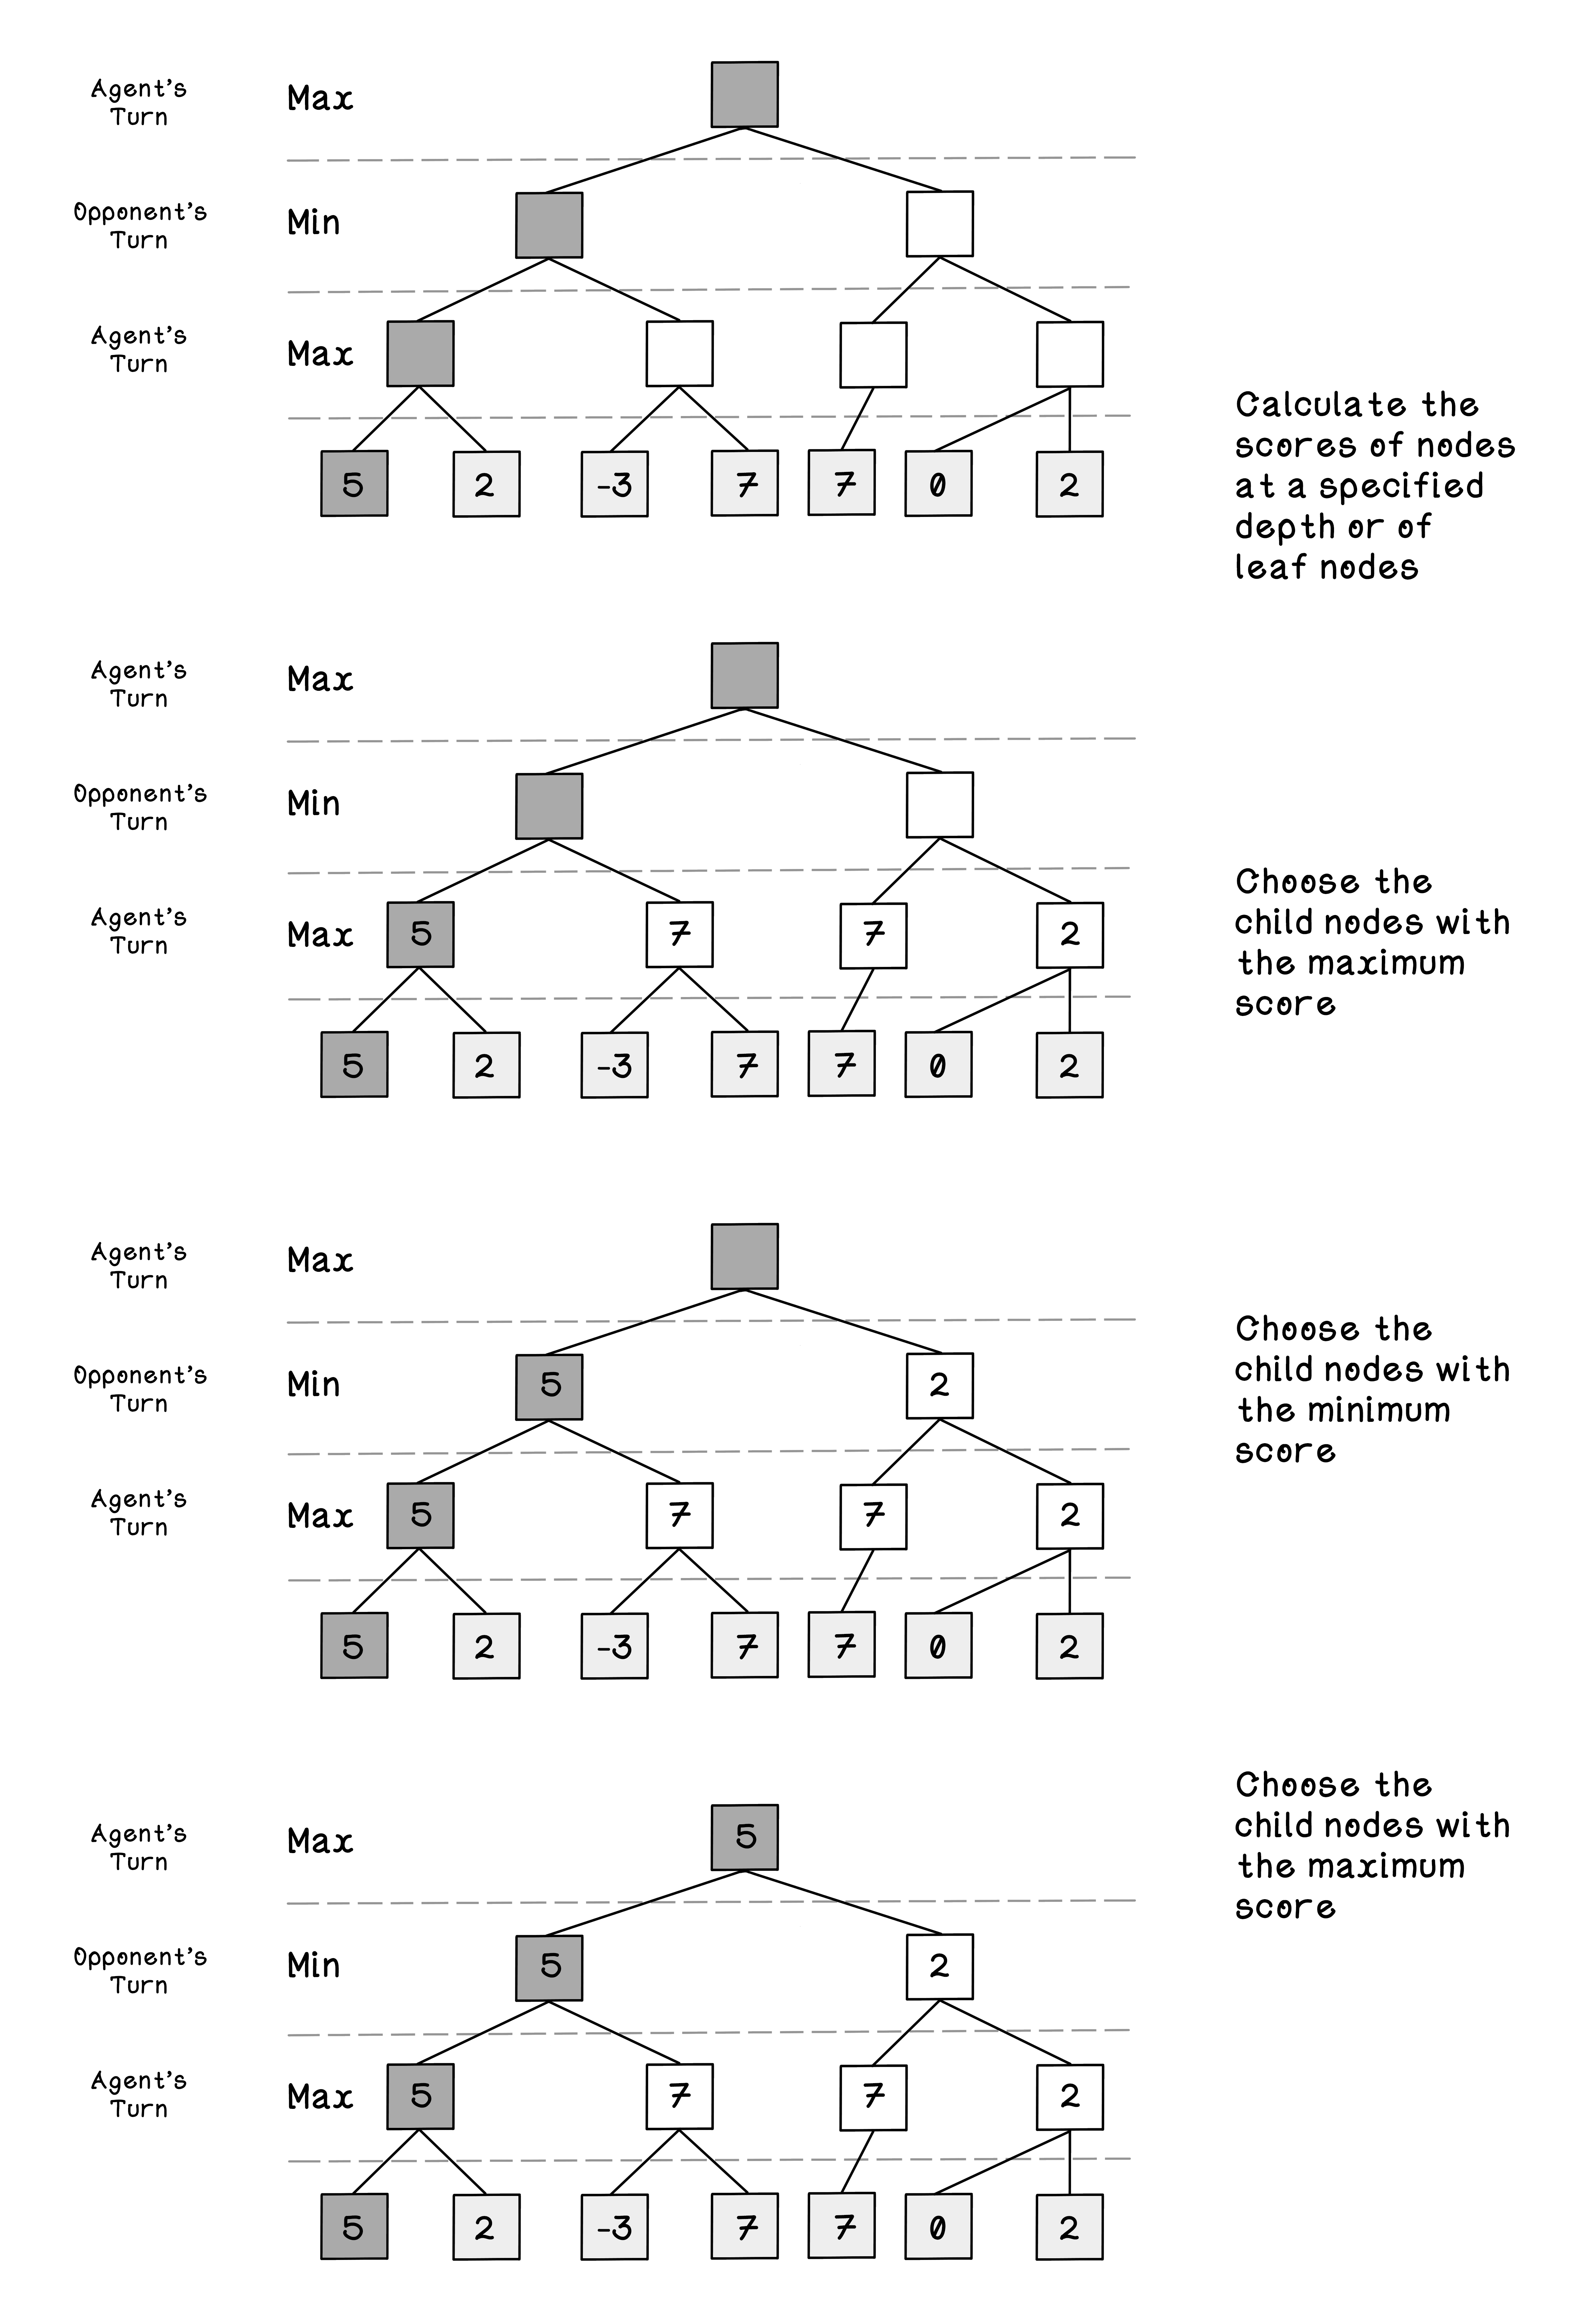 Agent's
Turn
Max
Opponent's
Turn
Min
Agent's
Turn
Max
5 2 -3 7 7 0 2
Calculate the
scores of nodes
at a specified
depth or of
leaf nodes
Agent's
Turn
Max
Opponent's
Turn
Min
Agent's
Turn
Max 5 7 7 2
5 2 -3 7 7 0 2
Choose the
child nodes with
the maximum
score
Agent's
Turn
Max
Opponent's
Turn
Min 5 2
Agent's
Turn
Max 5 7 7 2
5 2 -3 7 7 0 2
Choose the
child nodes with
the minimum
score
Agent's
Turn
Max 5
Opponent's
Turn
Min 5 2
Agent's
Turn
Max 5 7 7 2
5 2 -3 7 7 0 2
Choose the
child nodes with
the maximum
score